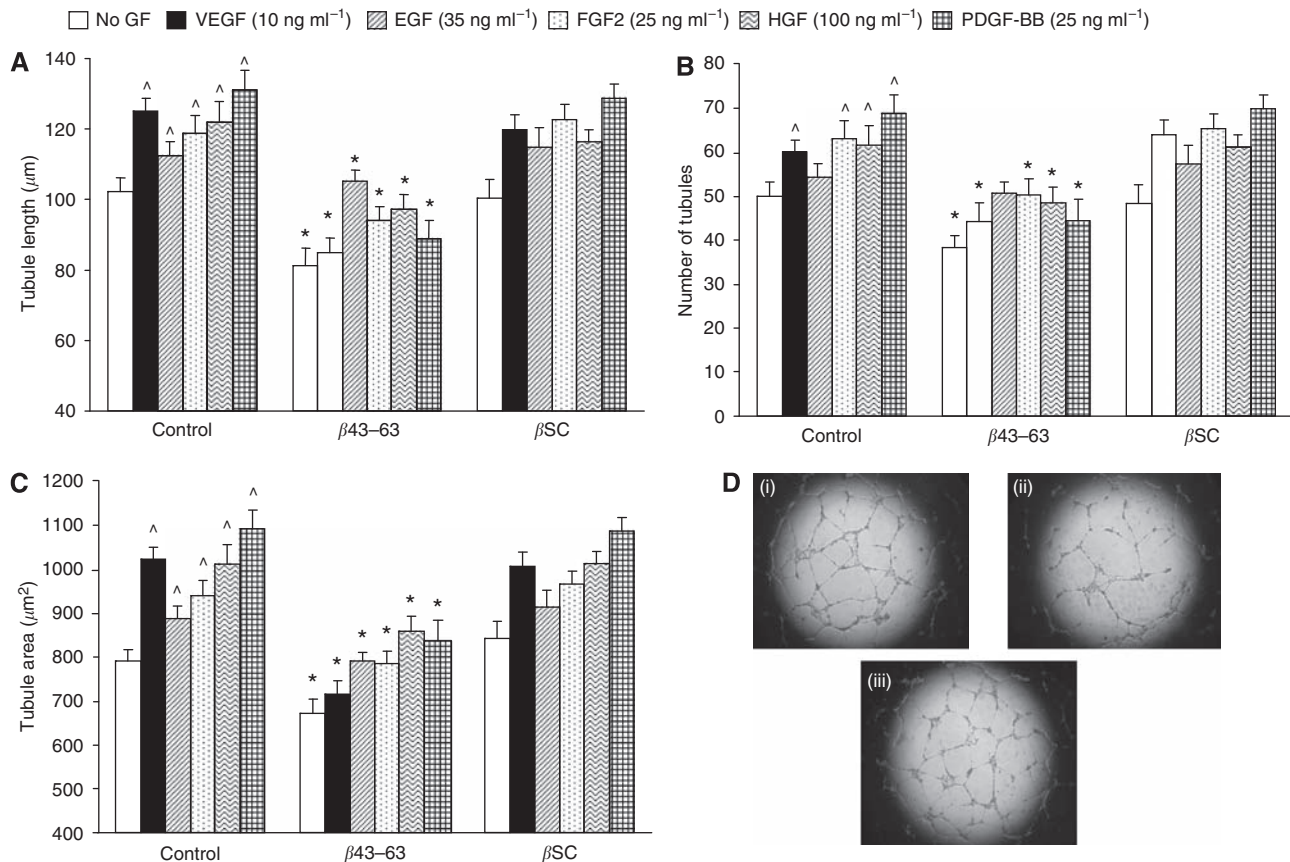 No GF VEGF (10 ng ml⁻¹) EGF (35 ng ml⁻¹) FGF2 (25 ng ml⁻¹) HGF (100 ng ml⁻¹) PDGF-BB (25 ng ml⁻¹)
A
140
120
100
80
60
40
Tubule length (μm)
^ ^ ^ ^ ^
* * * * * *
Control β43–63 βSC
B
80
70
60
50
40
30
20
10
0
Number of tubules
^ ^ ^ ^
* * * * *
Control β43–63 βSC
C
1200
1100
1000
900
800
700
600
500
400
Tubule area (μm²)
^ ^ ^ ^ ^
* * * * * *
Control β43–63 βSC
D
(i)
(ii)
(iii)